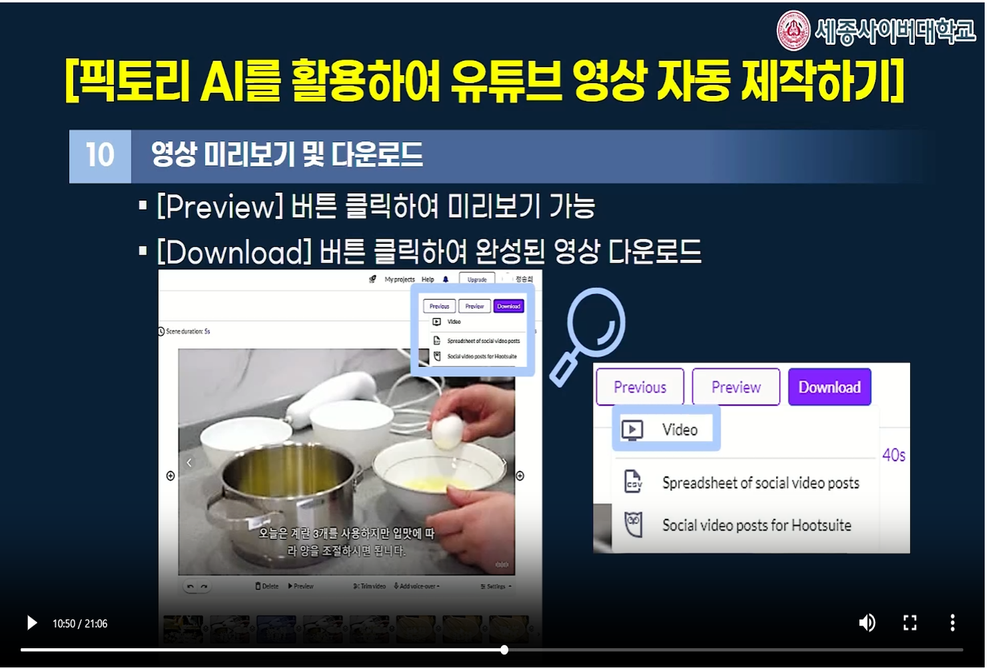 세종사이버대학교
[픽토리 AI를 활용하여 유튜브 영상 자동 제작하기]
10 영상 미리보기 및 다운로드
▪ [Preview] 버튼 클릭하여 미리보기 가능
▪ [Download] 버튼 클릭하여 완성된 영상 다운로드
My projects Help Upgrade
Previous Preview Download
Video
Spreadsheet of social video posts
Social video posts for Hootsuite
Scene duration: 5s
오늘은 계란 3개를 사용하지만 입맛에 따
라 양을 조절하시면 됩니다.
Delete Preview Trim video Add voice-over Settings
Previous Preview Download
Video
40s
CSV
Spreadsheet of social video posts
Social video posts for Hootsuite
10:50 / 21:06